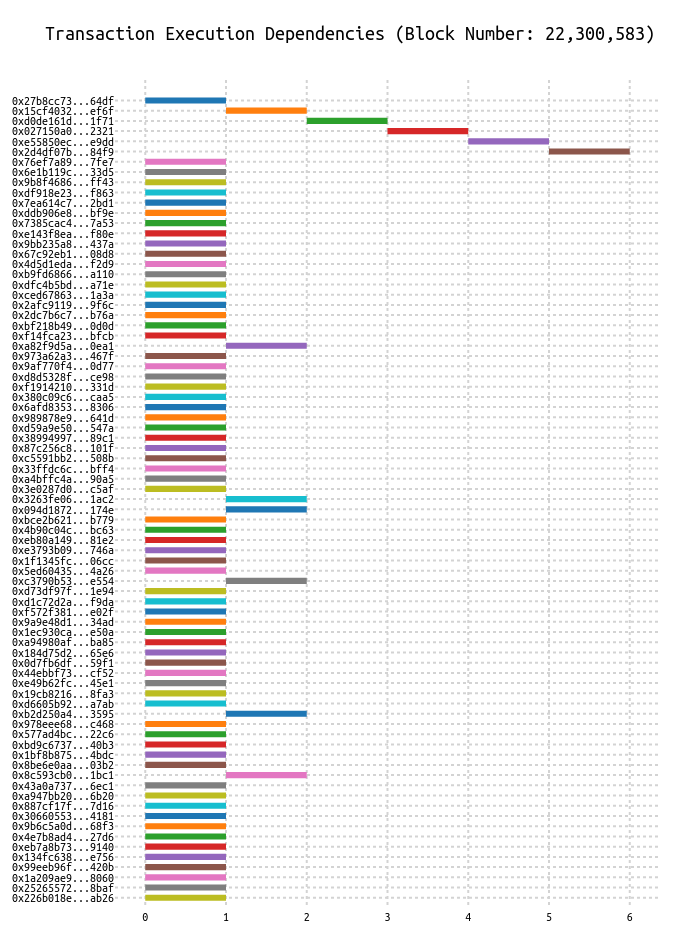 Transaction Execution Dependencies (Block Number: 22,300,583)
0x27b8cc73...64df
0x15cf4032...ef6f
0xd0de161d...1f71
0x027150a0...2321
0xe55850ec...e9dd
0x2d4df07b...84f9
0x76ef7a89...7fe7
0x6e1b119c...33d5
0x9b8f4686...ff43
0xdf918e23...f863
0x7ea614c7...2bd1
0xddb906e8...bf9e
0x7385cac4...7a53
0xe143f8ea...f80e
0x9bb235a8...437a
0x67c92eb1...08d8
0x4d5d1eda...f2d9
0xb9fd6866...a110
0xdfc4b5bd...a71e
0xced67863...1a3a
0x2afc9119...9f6c
0x2dc7b6c7...b76a
0xbf218b49...0d0d
0xf14fca23...bfcb
0xa82f9d5a...0ea1
0x973a62a3...467f
0x9af770f4...0d77
0xd8d5328f...ce98
0xf1914210...331d
0x380c09c6...caa5
0x6afd8353...8306
0x989878e9...641d
0xd59a9e50...547a
0x38994997...89c1
0x87c256c8...101f
0xc5591bb2...508b
0x33ffdc6c...bff4
0xa4bffc4a...90a5
0x3e0287d0...c5af
0x3263fe06...1ac2
0x094d1872...174e
0xbce2b621...b779
0x4b90c04c...bc63
0xeb80a149...81e2
0xe3793b09...746a
0x1f1345fc...06cc
0x5ed60435...4a26
0xc3790b53...e554
0xd73df97f...1e94
0xd1c72d2a...f9da
0xf572f381...e02f
0x9a9e48d1...34ad
0x1ec930ca...e50a
0xa94980af...ba85
0x184d75d2...65e6
0x0d7fb6df...59f1
0x44ebbf73...cf52
0xe49b62fc...45e1
0x19cb8216...8fa3
0xd6605b92...a7ab
0xb2d250a4...3595
0x978eee68...c468
0x577ad4bc...22c6
0xbd9c6737...40b3
0x1bf8b875...4bdc
0x8be6e0aa...03b2
0x8c593cb0...1bc1
0x43a0a737...6ec1
0xa947bb20...6b20
0x887cf17f...7d16
0x30660553...4181
0x9b6c5a0d...68f3
0x4e7b8ad4...27d6
0xeb7a8b73...9140
0x134fc638...e756
0x99eeb96f...420b
0x1a209ae9...8060
0x25265572...8baf
0x226b018e...ab26
0 1 2 3 4 5 6